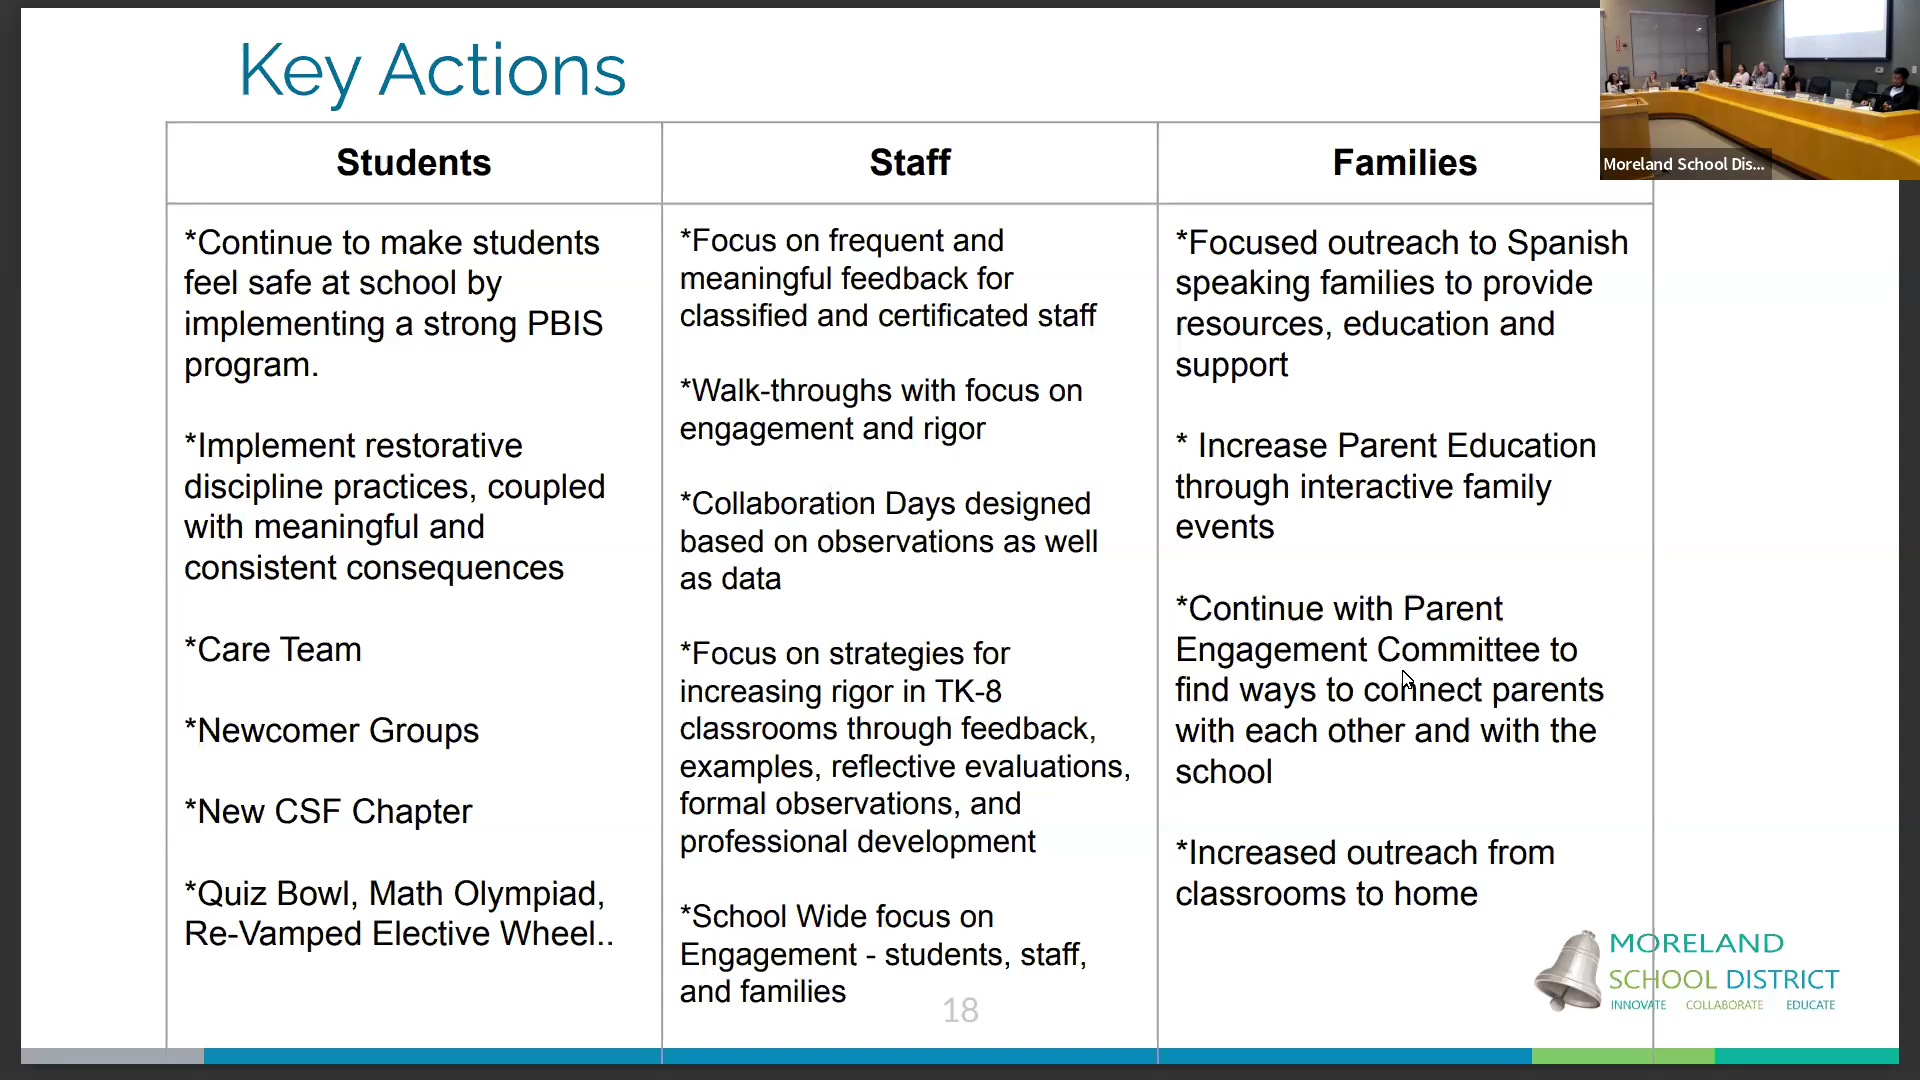 Key Actions
Moreland School Dis...
Students
Staff
Families
*Continue to make students
feel safe at school by
implementing a strong PBIS
program.
*Implement restorative
discipline practices, coupled
with meaningful and
consistent consequences
*Care Team
*Newcomer Groups
*New CSF Chapter
*Quiz Bowl, Math Olympiad,
Re-Vamped Elective Wheel..
*Focus on frequent and
meaningful feedback for
classified and certificated staff
*Walk-throughs with focus on
engagement and rigor
*Collaboration Days designed
based on observations as well
as data
*Focus on strategies for
increasing rigor in TK-8
classrooms through feedback,
examples, reflective evaluations,
formal observations, and
professional development
*School Wide focus on
Engagement - students, staff,
and families
*Focused outreach to Spanish
speaking families to provide
resources, education and
support
* Increase Parent Education
through interactive family
events
*Continue with Parent
Engagement Committee to
find ways to connect parents
with each other and with the
school
*Increased outreach from
classrooms to home
18
MORELAND
SCHOOL DISTRICT
INNOVATE COLLABORATE EDUCATE